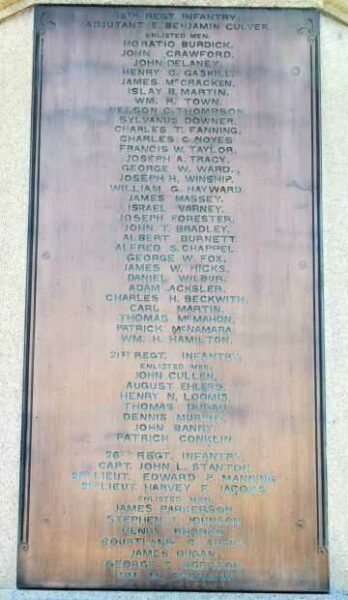 18TH REGT. INFANTRY.
ADJUTANT E. BENJAMIN CULVER.
ENLISTED MEN:
HORATIO BURDICK.
JOHN CRAWFORD.
JOHN DELANEY.
HENRY C. GASKILL.
JAMES McCRACKEN.
ISLAY B. MARTIN.
WM. R. TOWN.
NELSON C. THOMPSON.
SYLVANUS DOWNER.
CHARLES T. FANNING.
CHARLES C. NOYES
FRANCIS W. TAYLOR.
JOSEPH A. TRACY.
GEORGE W. WARD.
JOSEPH H. WINSHIP.
WILLIAM G. HAYWARD.
JAMES MASSEY.
ISRAEL VARNEY.
JOSEPH FORESTER.
JOHN T. BRADLEY.
ALBERT BURNETT
ALFRED S. CHAPPEL
GEORGE W. FOX.
JAMES W. HICKS.
DANIEL WILBUR.
ADAM ACKSLER.
CHARLES H. BECKWITH.
CARL MARTIN.
THOMAS McMAHON.
PATRICK McNAMARA.
WM. H. HAMILTON.
21ST REGT. INFANTRY.
ENLISTED MEN:
JOHN CULLEN.
AUGUST EHLERS.
HENRY N. LOOMIS.
THOMAS DUGAN.
DENNIS MURPHY.
JOHN BANNY.
PATRICK CONKLIN.
26TH REGT. INFANTRY.
CAPT. JOHN L. STANTON.
2ND LIEUT. EDWARD P. MANNING
2ND LIEUT. HARVEY F. JACOBS.
ENLISTED MEN:
JAMES PARKERSON.
STEPHEN T. JOHNSON.
HENRY
COURTLAND C.
JAMES DUGAN.
GEORGE
WM.